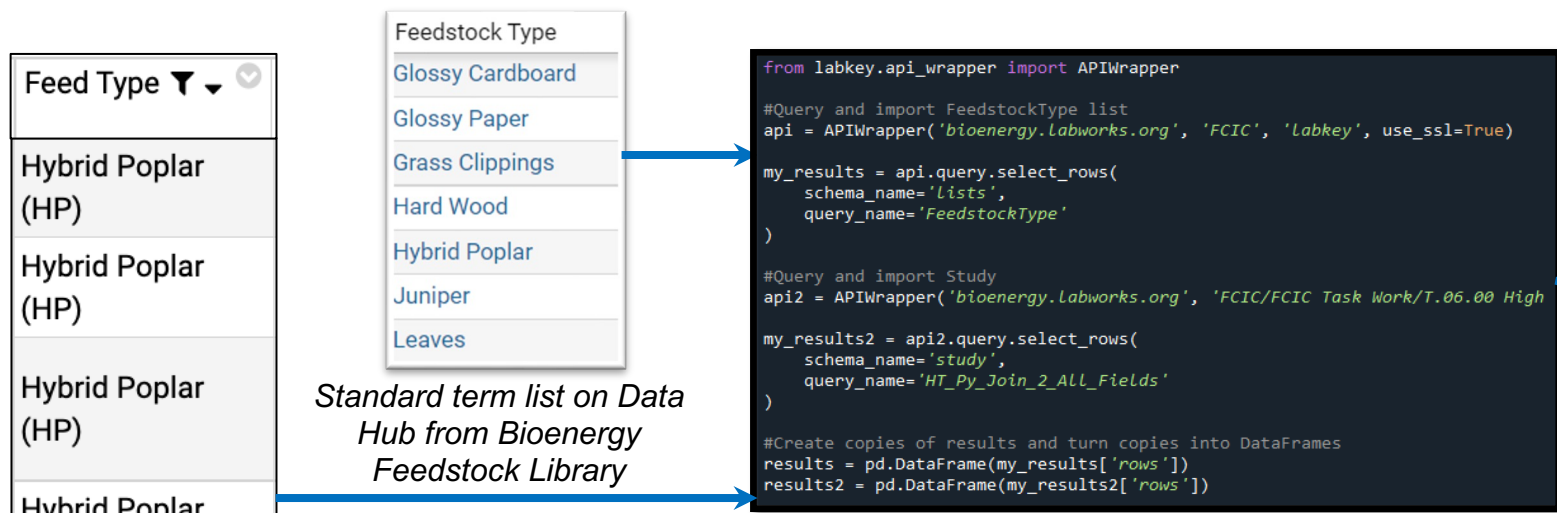 Feed Type
Hybrid Poplar
(HP)
Hybrid Poplar
(HP)
Hybrid Poplar
(HP)
Hybrid Poplar
Feedstock Type
Glossy Cardboard
Glossy Paper
Grass Clippings
Hard Wood
Hybrid Poplar
Juniper
Leaves
Standard term list on Data
Hub from Bioenergy
Feedstock Library
from labkey.api_wrapper import APIWrapper
#Query and import FeedstockType list
api = APIWrapper('bioenergy.labworks.org', 'FCIC', 'labkey', use_ssl=True)
my_results = api.query.select_rows(
    schema_name='lists',
    query_name='FeedstockType'
)
#Query and import Study
api2 = APIWrapper('bioenergy.labworks.org', 'FCIC/FCIC Task Work/T.06.00 High
my_results2 = api2.query.select_rows(
    schema_name='study',
    query_name='HT_Py_Join_2_All_Fields'
)
#Create copies of results and turn copies into DataFrames
results = pd.DataFrame(my_results['rows'])
results2 = pd.DataFrame(my_results2['rows'])